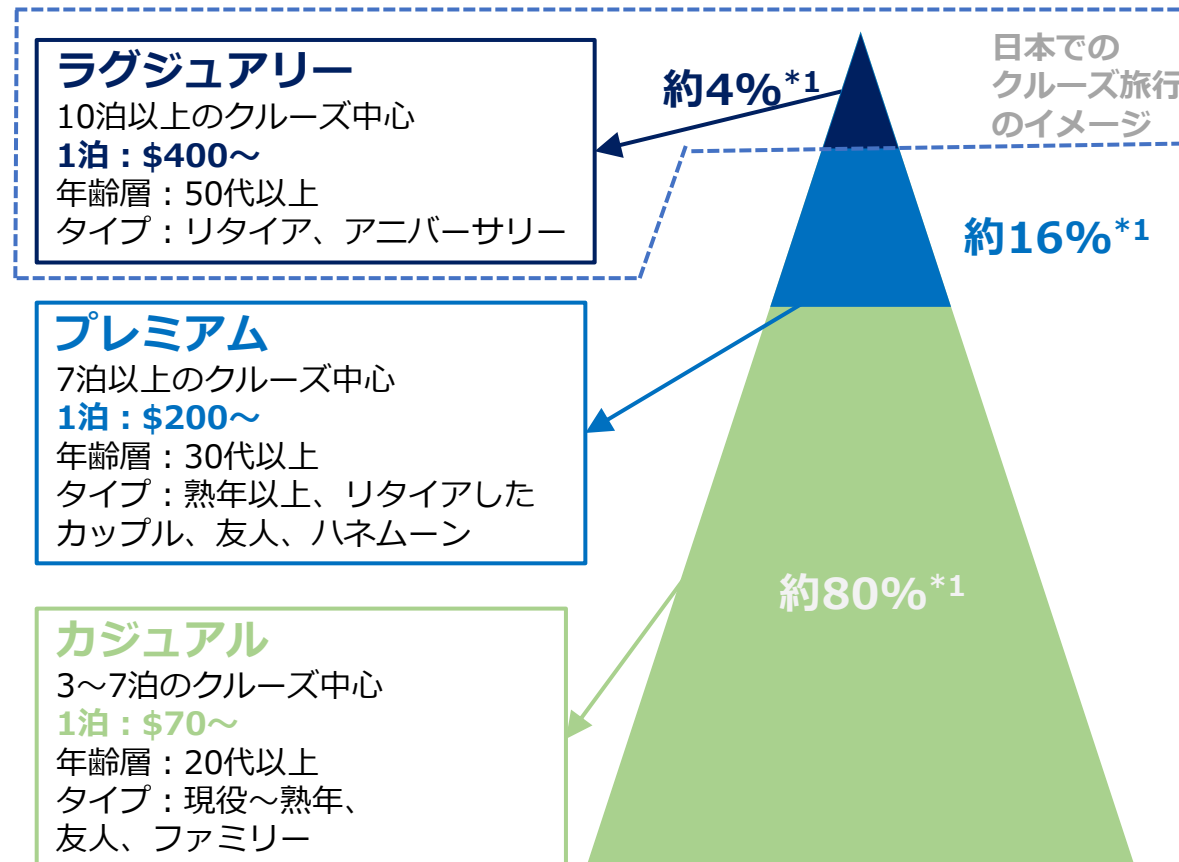 ラグジュアリー
10泊以上のクルーズ中心
1泊：$400～
年齢層：50代以上
タイプ：リタイア、アニバーサリー
約4%*1
日本での
クルーズ旅行
のイメージ
約16%*1
プレミアム
7泊以上のクルーズ中心
1泊：$200～
年齢層：30代以上
タイプ：熟年以上、リタイアした
カップル、友人、ハネムーン
約80%*1
カジュアル
3～7泊のクルーズ中心
1泊：$70～
年齢層：20代以上
タイプ：現役～熟年、
友人、ファミリー